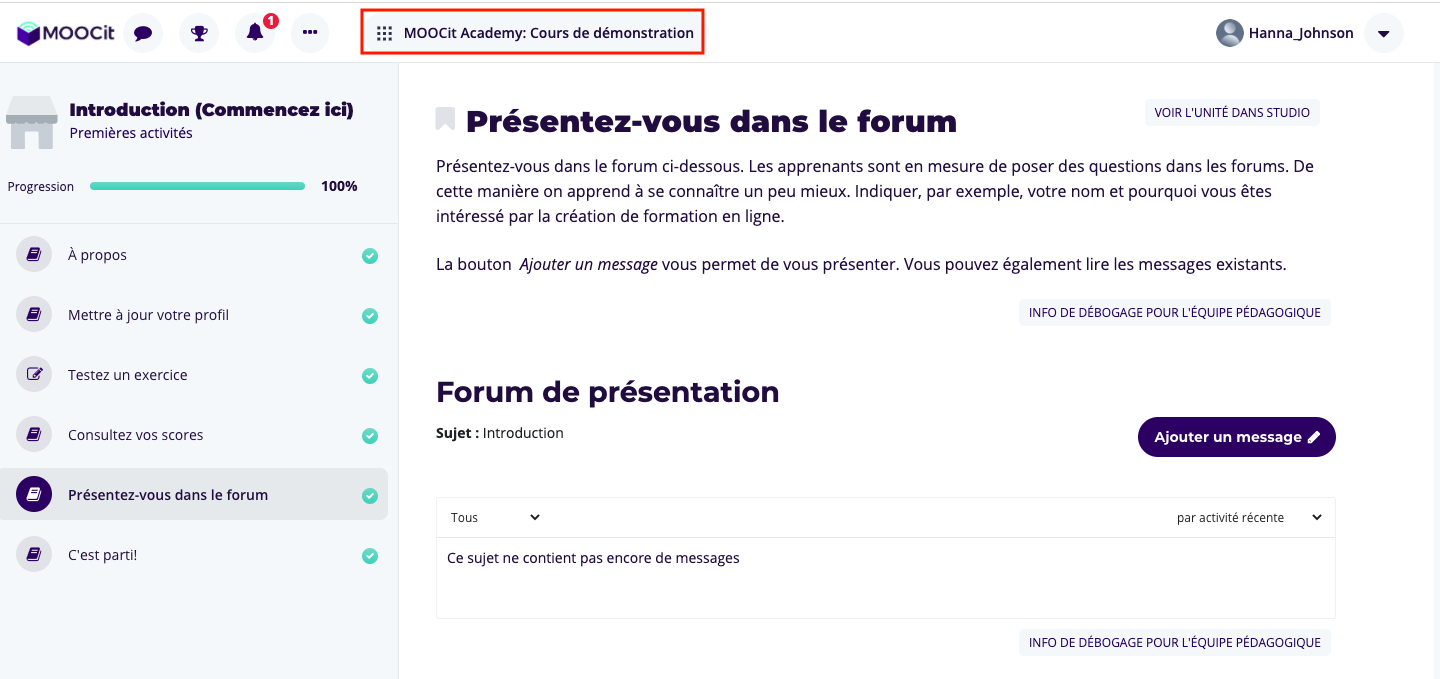 MOOCit
1
MOOCit Academy: Cours de démonstration
Hanna_Johnson
Introduction (Commencez ici)
Premières activités
Progression
100%
À propos
Mettre à jour votre profil
Testez un exercice
Consultez vos scores
Présentez-vous dans le forum
C'est parti!
Présentez-vous dans le forum
VOIR L'UNITÉ DANS STUDIO
Présentez-vous dans le forum ci-dessous. Les apprenants sont en mesure de poser des questions dans les forums. De
cette manière on apprend à se connaître un peu mieux. Indiquer, par exemple, votre nom et pourquoi vous êtes
intéressé par la création de formation en ligne.
La bouton Ajouter un message vous permet de vous présenter. Vous pouvez également lire les messages existants.
INFO DE DÉBOGAGE POUR L'ÉQUIPE PÉDAGOGIQUE
Forum de présentation
Sujet : Introduction
Ajouter un message
Tous
par activité récente
Ce sujet ne contient pas encore de messages
INFO DE DÉBOGAGE POUR L'ÉQUIPE PÉDAGOGIQUE